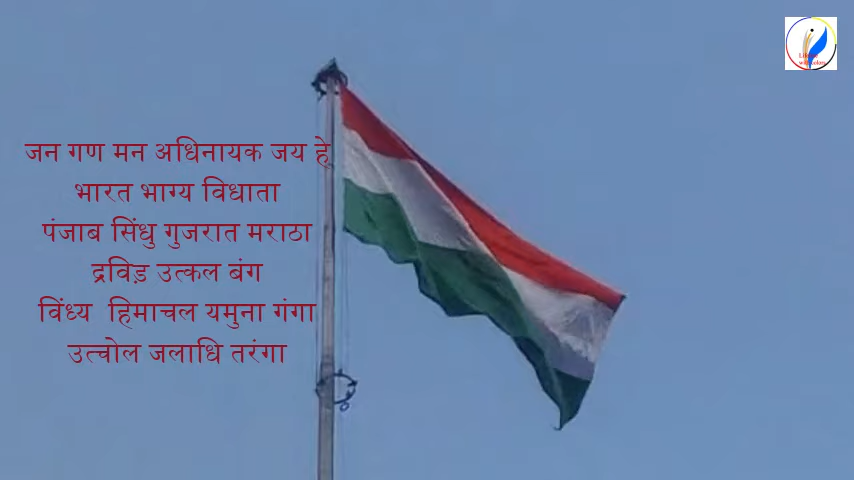 जन गण मन अधिनायक जय हे
भारत भाग्य विधाता
पंजाब सिंधु गुजरात मराठा
द्रविड़ उत्कल बंग
विंध्य हिमाचल यमुना गंगा
उत्चोल जलाधि तरंगा